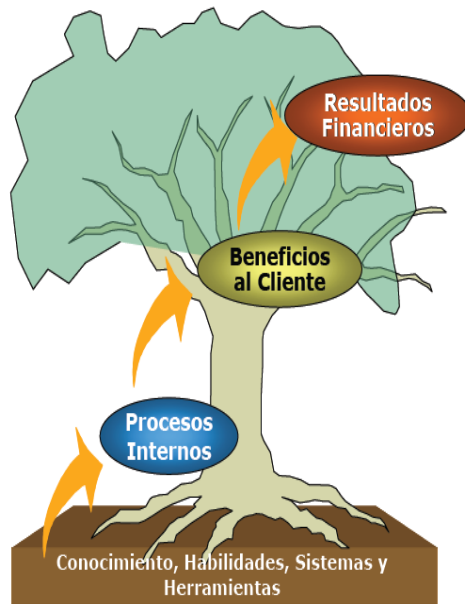 Resultados
Financieros
Beneficios
al Cliente
Procesos
Internos
Conocimiento, Habilidades, Sistemas y
Herramientas